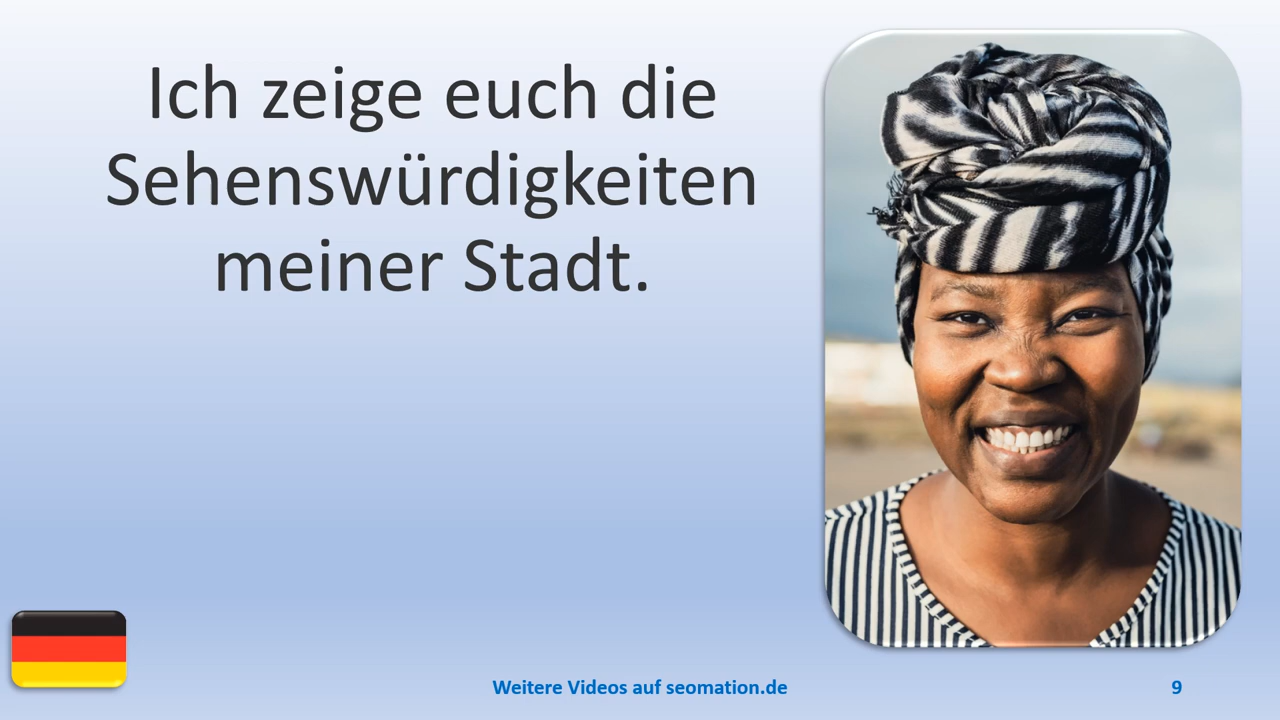 Ich zeige euch die
Sehenswürdigkeiten
meiner Stadt.
Weitere Videos auf seomation.de
9